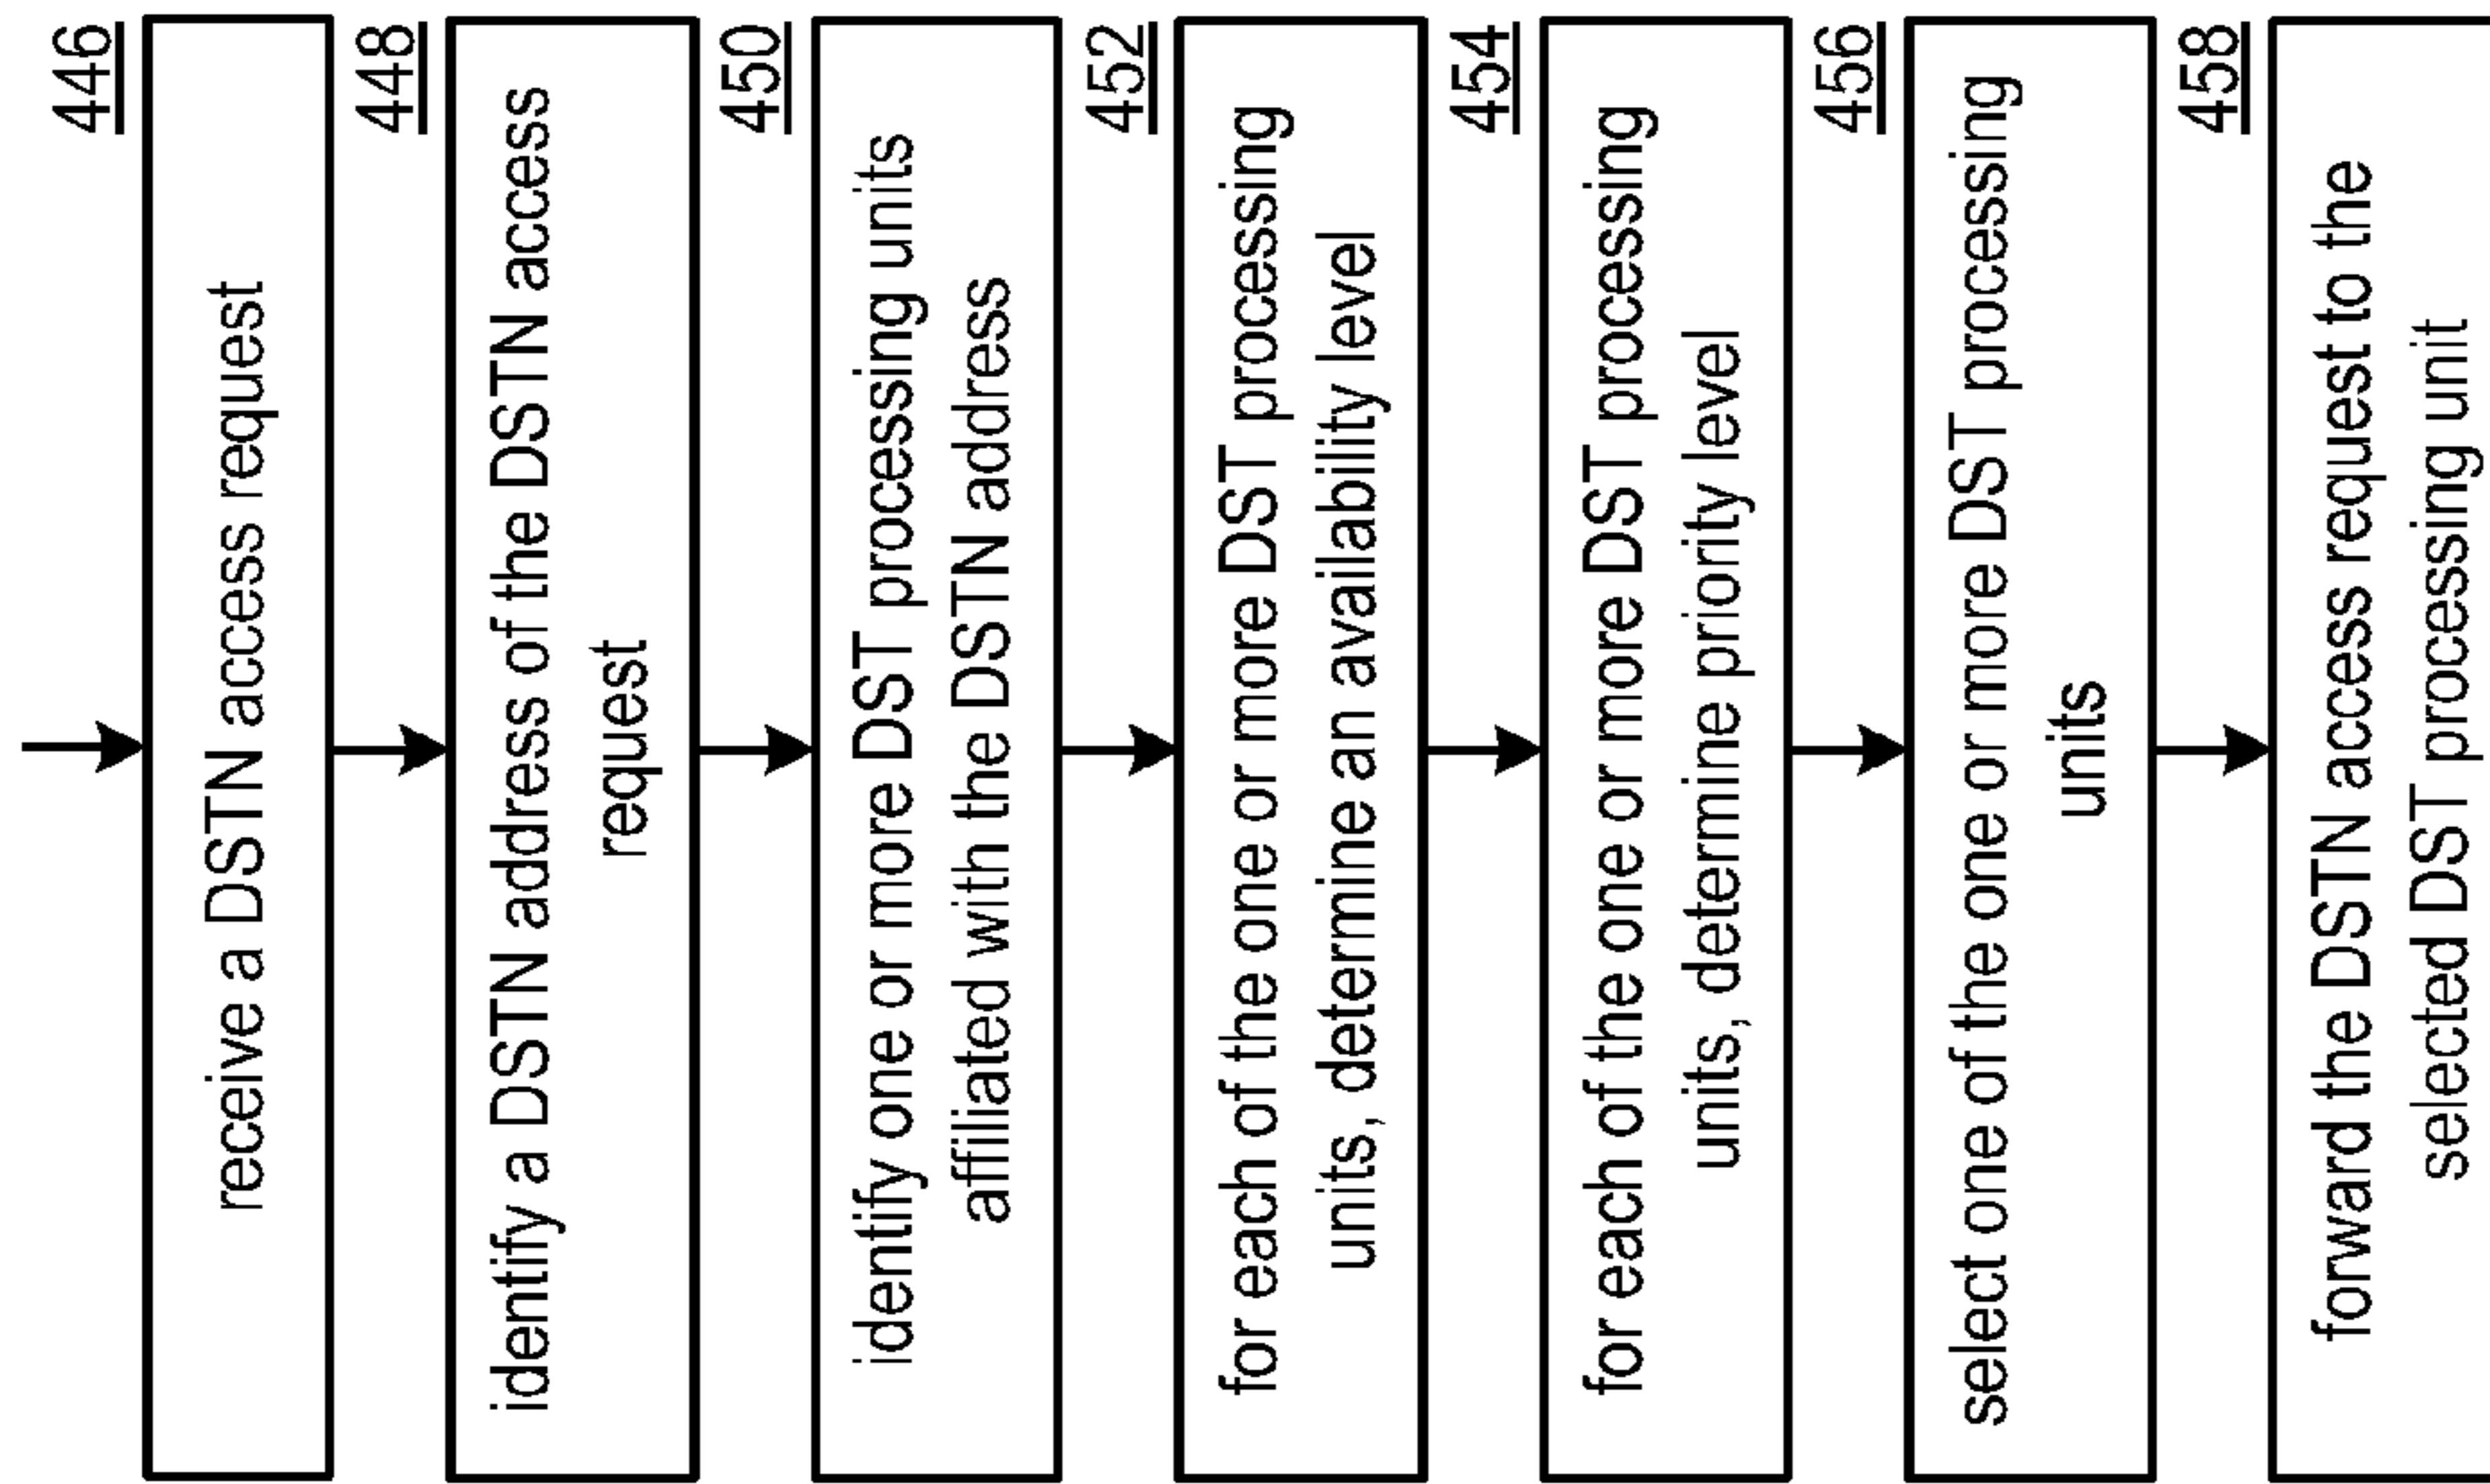 446
receive a DSTN access request
448
identify a DSTN address of the DSTN access
request
450
identify one or more DST processing units
affiliated with the DSTN address
452
for each of the one or more DST processing
units, determine an availability level
454
for each of the one or more DST processing
units, determine priority level
456
select one of the one or more DST processing
units
458
forward the DSTN access request to the
selected DST processing unit